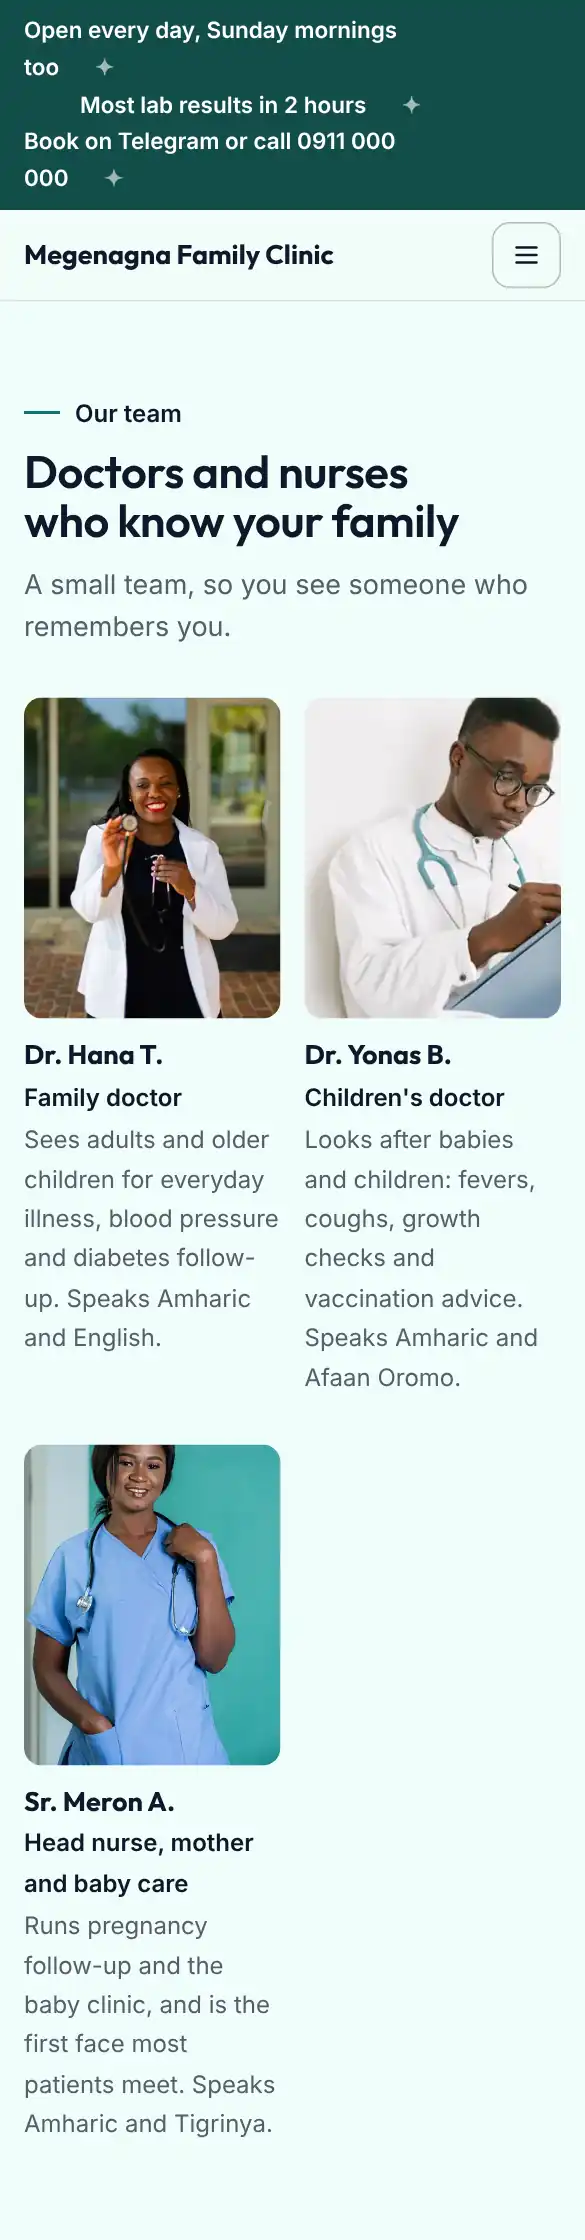 Open every day, Sunday mornings
too ✦
Most lab results in 2 hours ✦
Book on Telegram or call 0911 000
000 ✦
Megenagna Family Clinic
Our team
Doctors and nurses
who know your family
A small team, so you see someone who
remembers you.
Dr. Hana T.
Family doctor
Sees adults and older
children for everyday
illness, blood pressure
and diabetes follow-
up. Speaks Amharic
and English.
Dr. Yonas B.
Children's doctor
Looks after babies
and children: fevers,
coughs, growth
checks and
vaccination advice.
Speaks Amharic and
Afaan Oromo.
Sr. Meron A.
Head nurse, mother
and baby care
Runs pregnancy
follow-up and the
baby clinic, and is the
first face most
patients meet. Speaks
Amharic and Tigrinya.